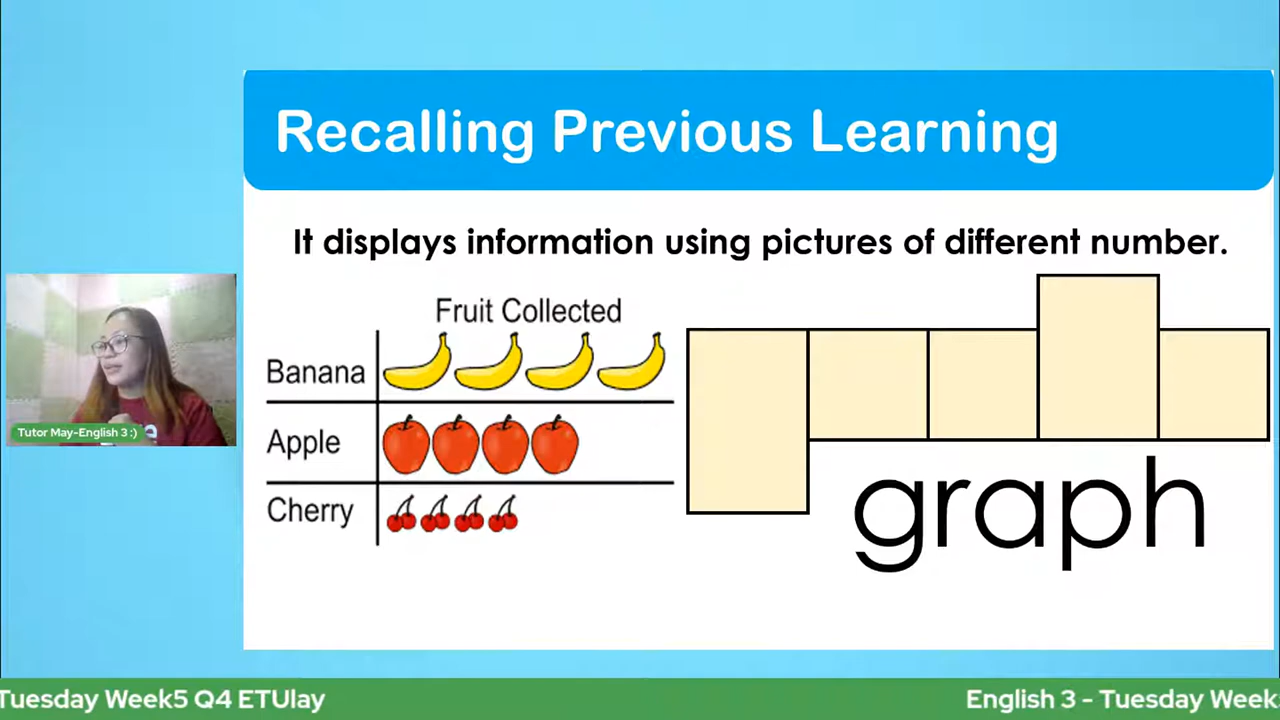 Recalling Previous Learning
It displays information using pictures of different number.
Fruit Collected
Banana
Apple
Cherry
graph
Tutor May-English 3 :)
Tuesday Week5 Q4 ETUlay
English 3 - Tuesday Week